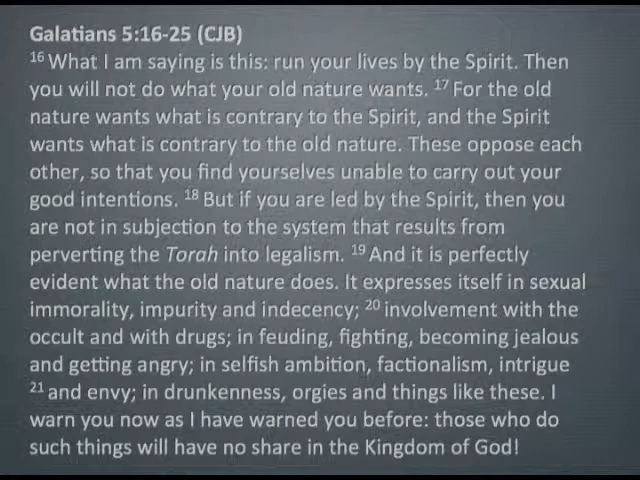 Galatians 5:16-25 (CJB)
16 What I am saying is this: run your lives by the Spirit. Then
you will not do what your old nature wants. 17 For the old
nature wants what is contrary to the Spirit, and the Spirit
wants what is contrary to the old nature. These oppose each
other, so that you find yourselves unable to carry out your
good intentions. 18 But if you are led by the Spirit, then you
are not in subjection to the system that results from
perverting the Torah into legalism. 19 And it is perfectly
evident what the old nature does. It expresses itself in sexual
immorality, impurity and indecency; 20 involvement with the
occult and with drugs; in feuding, fighting, becoming jealous
and getting angry; in selfish ambition, factionalism, intrigue
21 and envy; in drunkenness, orgies and things like these. I
warn you now as I have warned you before: those who do
such things will have no share in the Kingdom of God!